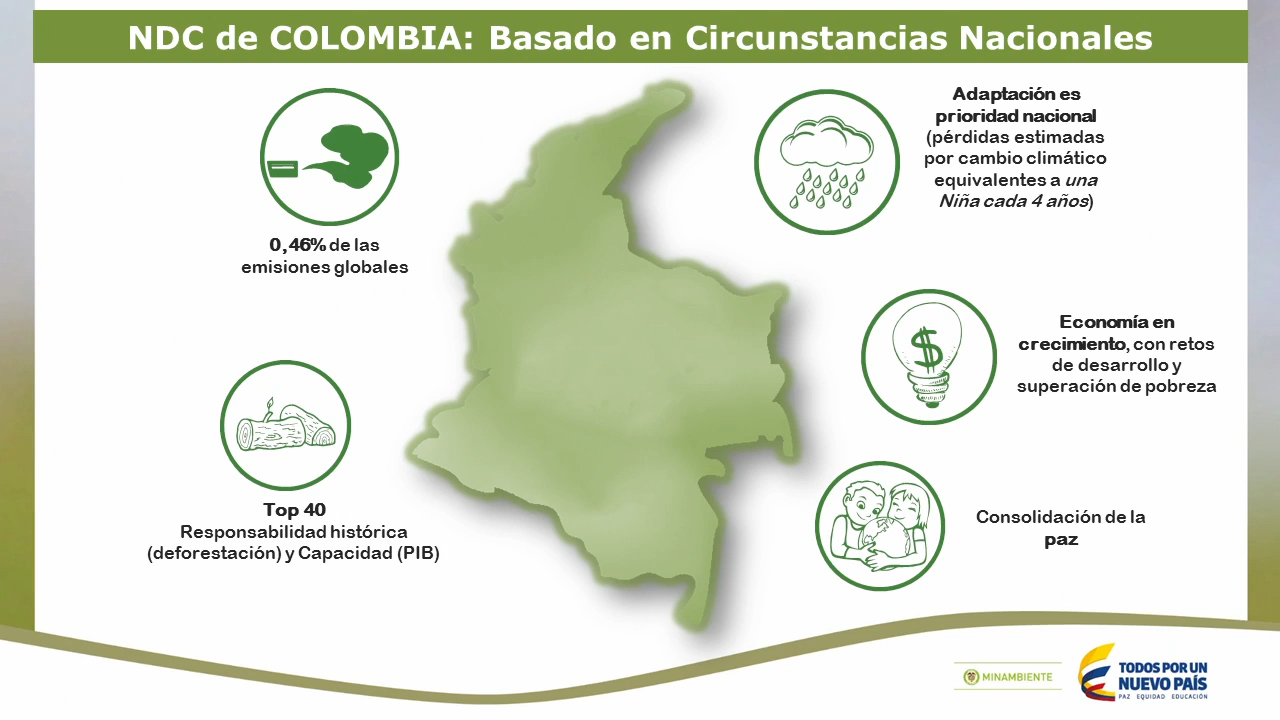 NDC de COLOMBIA: Basado en Circunstancias Nacionales
0,46% de las
emisiones globales
Top 40
Responsabilidad histórica
(deforestación) y Capacidad (PIB)
Adaptación es
prioridad nacional
(pérdidas estimadas
por cambio climático
equivalentes a una
Niña cada 4 años)
$
Economía en
crecimiento, con retos
de desarrollo y
superación de pobreza
Consolidación de la
paz
MINAMBIENTE
TODOS POR UN
NUEVO PAÍS
PAZ EQUIDAD EDUCACIÓN